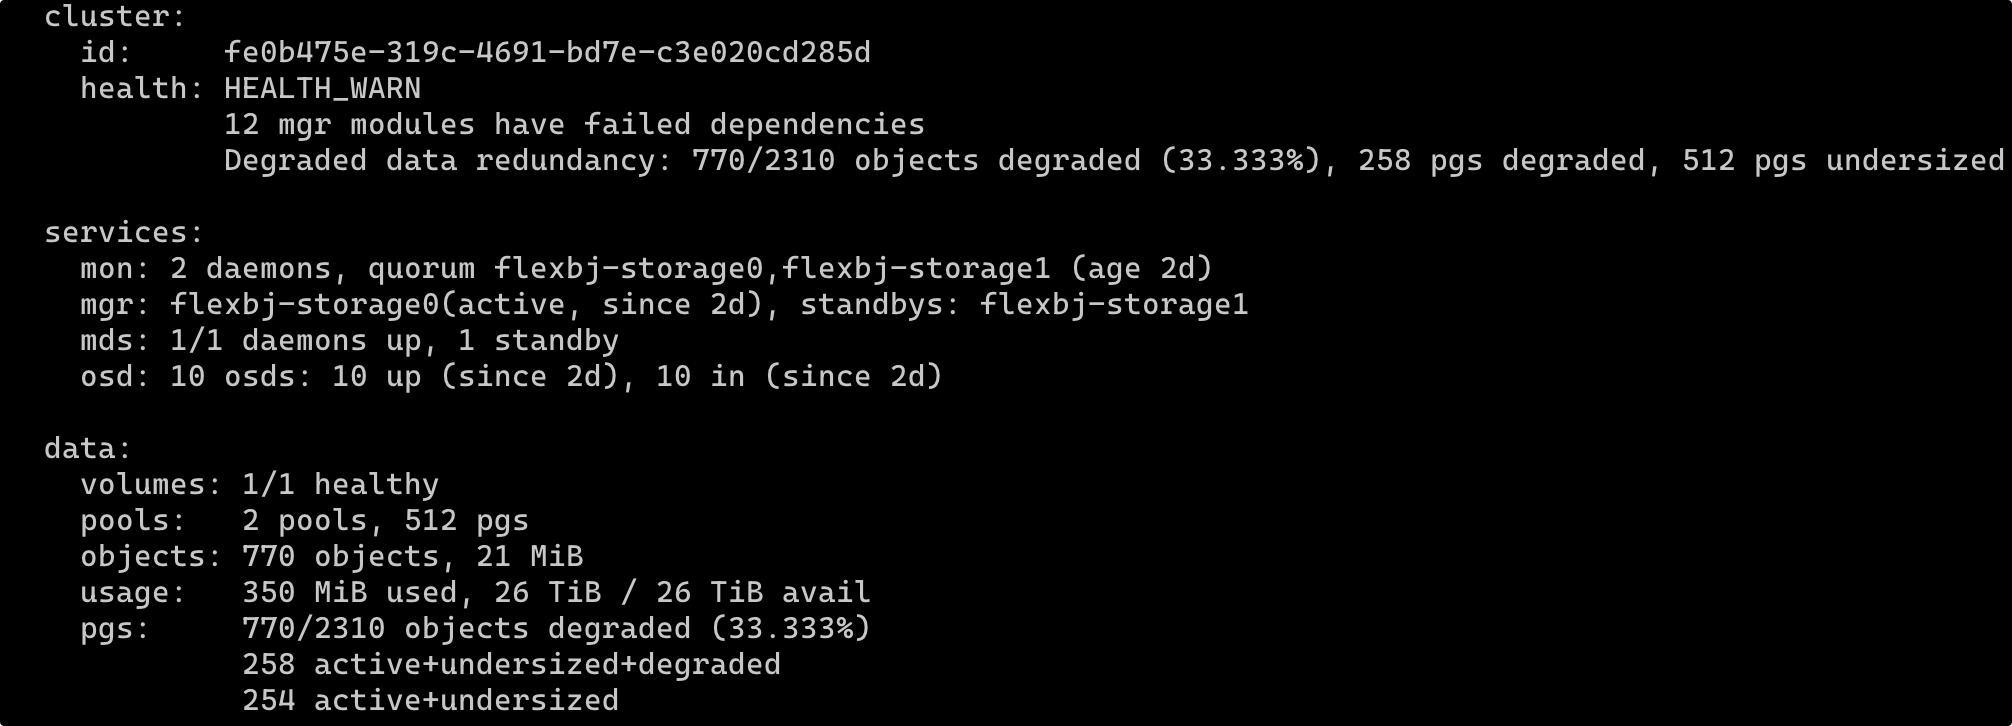 cluster:
id: fe0b475e-319c-4691-bd7e-c3e020cd285d
health: HEALTH_WARN
12 mgr modules have failed dependencies
Degraded data redundancy: 770/2310 objects degraded (33.333%), 258 pgs degraded, 512 pgs undersized
services:
mon: 2 daemons, quorum flexbj-storage0,flexbj-storage1 (age 2d)
mgr: flexbj-storage0(active, since 2d), standbys: flexbj-storage1
mds: 1/1 daemons up, 1 standby
osd: 10 osds: 10 up (since 2d), 10 in (since 2d)
data:
volumes: 1/1 healthy
pools: 2 pools, 512 pgs
objects: 770 objects, 21 MiB
usage: 350 MiB used, 26 TiB / 26 TiB avail
pgs: 770/2310 objects degraded (33.333%)
258 active+undersized+degraded
254 active+undersized